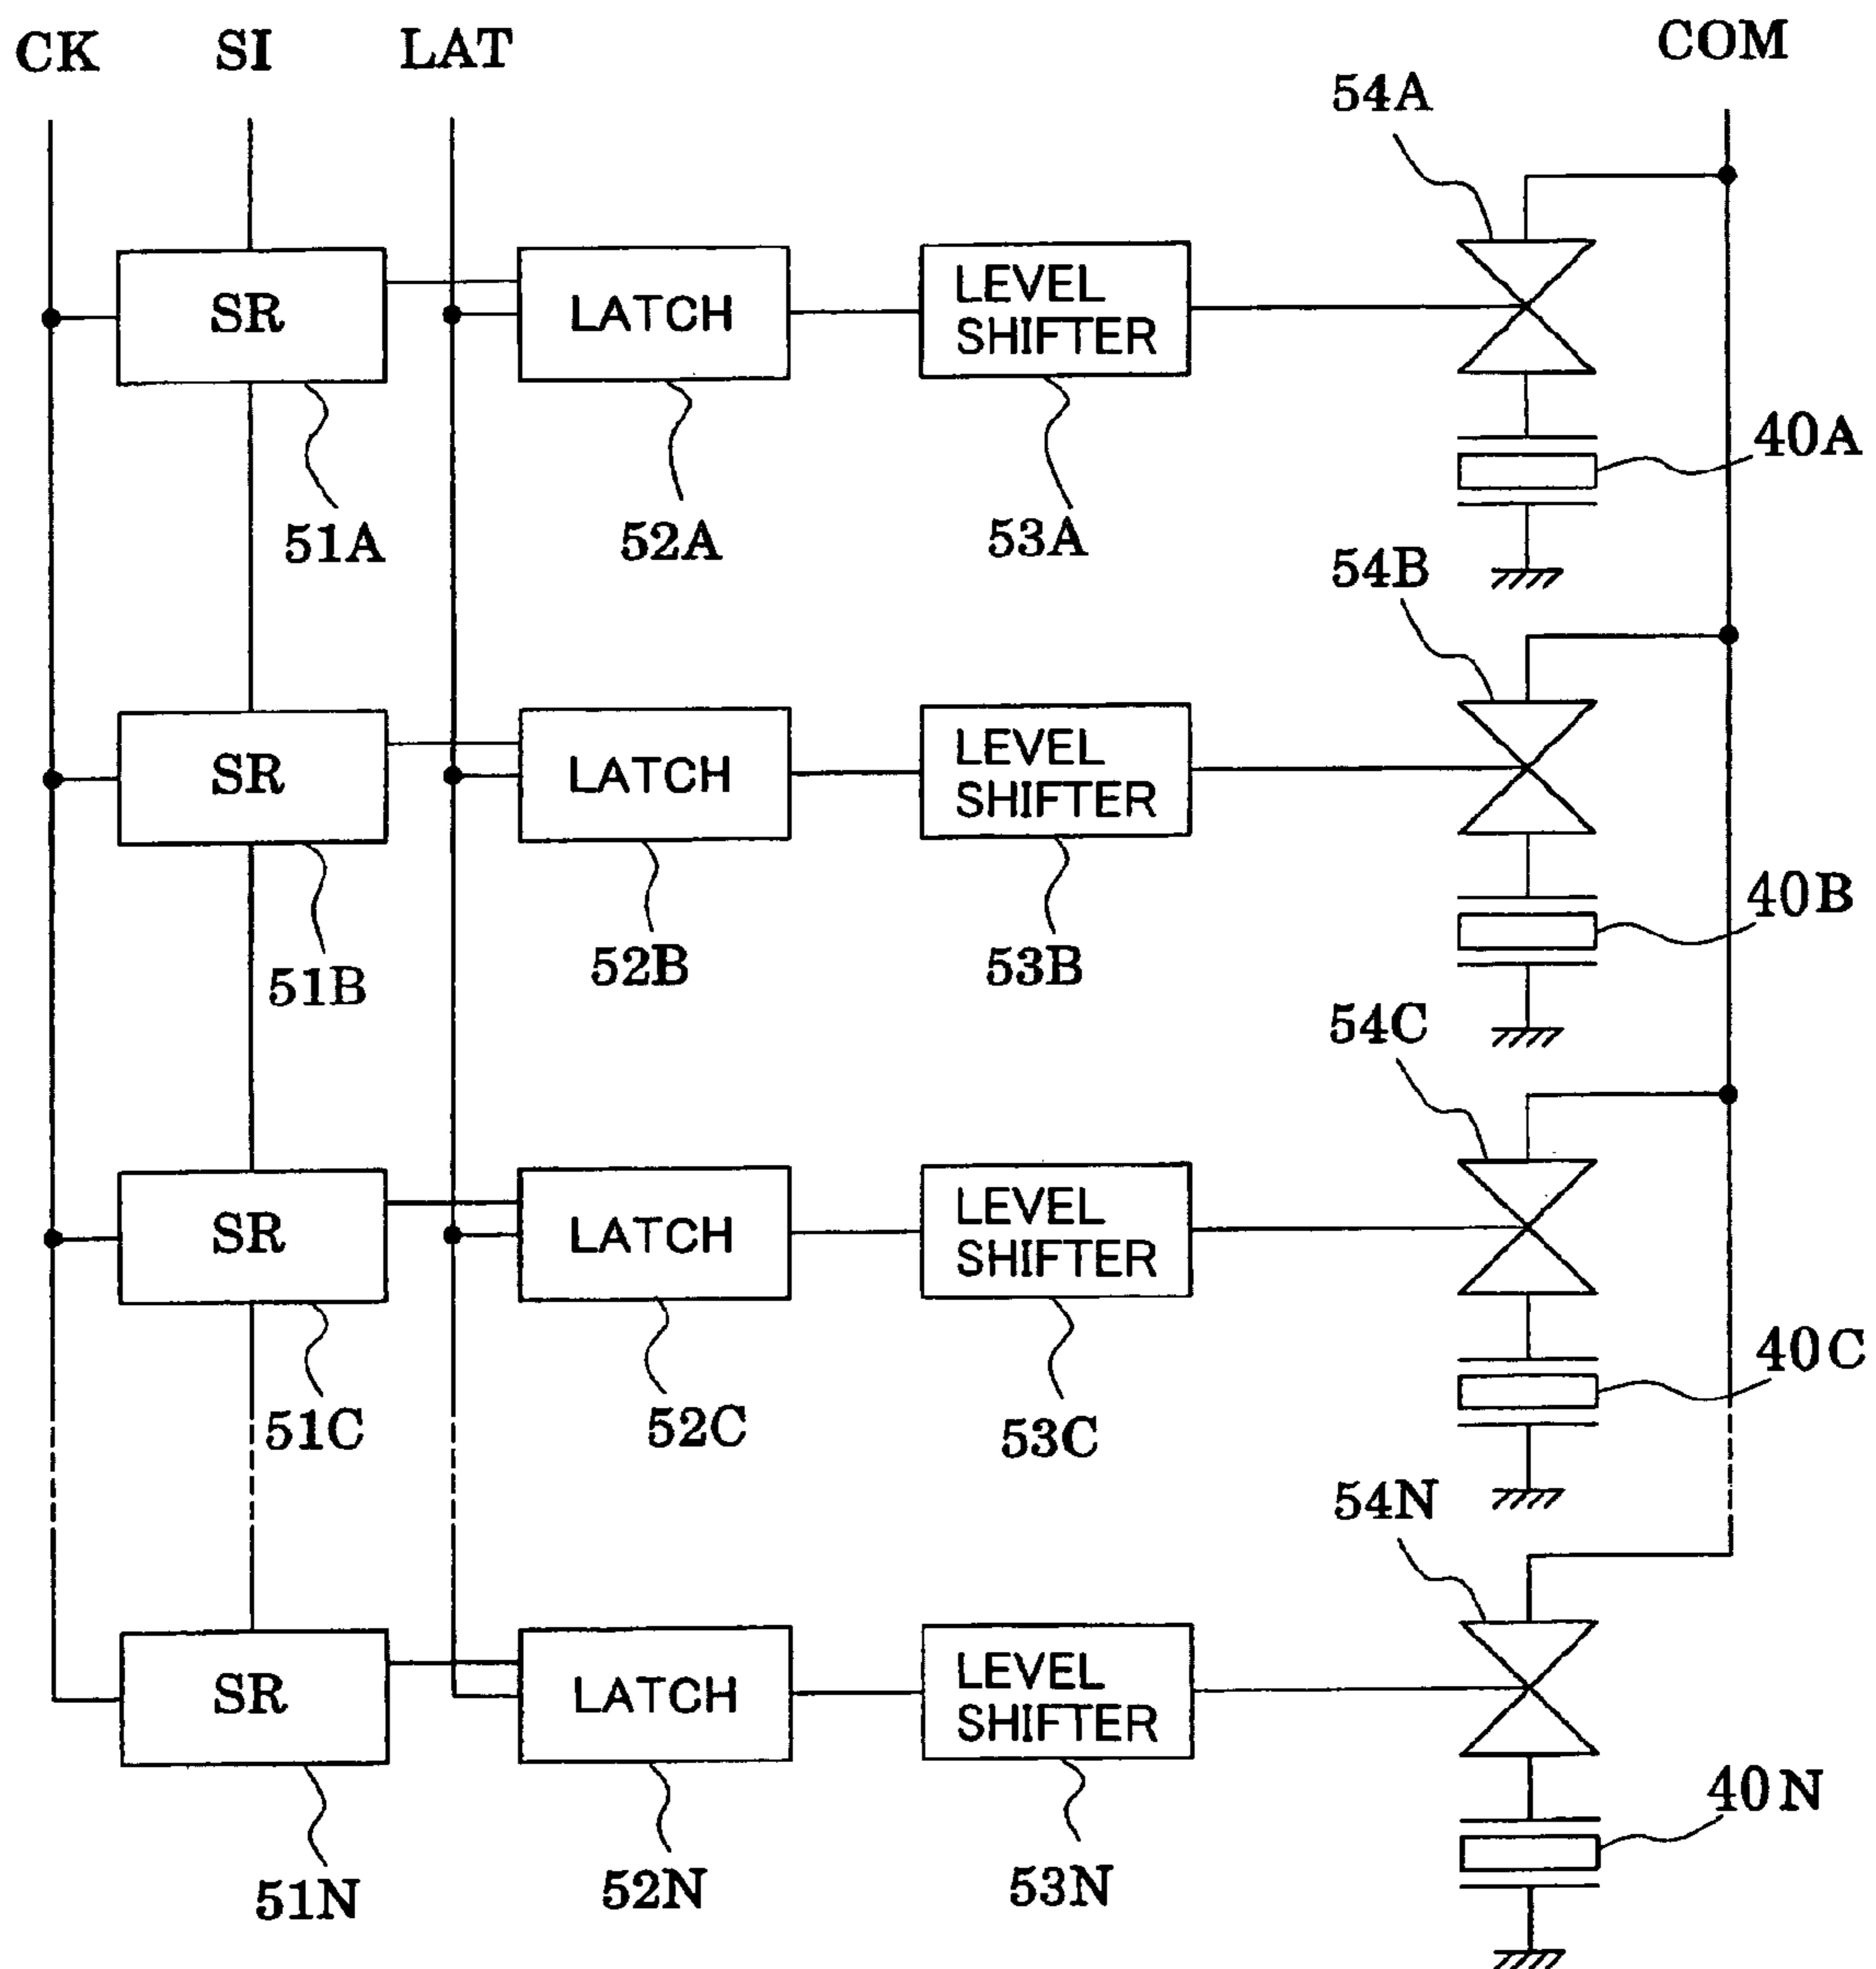 CK SI LAT COM
54A
SR LATCH LEVEL
SHIFTER
40A
51A 52A 53A
54B
SR LATCH LEVEL
SHIFTER
40B
51B 52B 53B
54C
SR LATCH LEVEL
SHIFTER
40C
51C 52C 53C
54N
SR LATCH LEVEL
SHIFTER
40N
51N 52N 53N